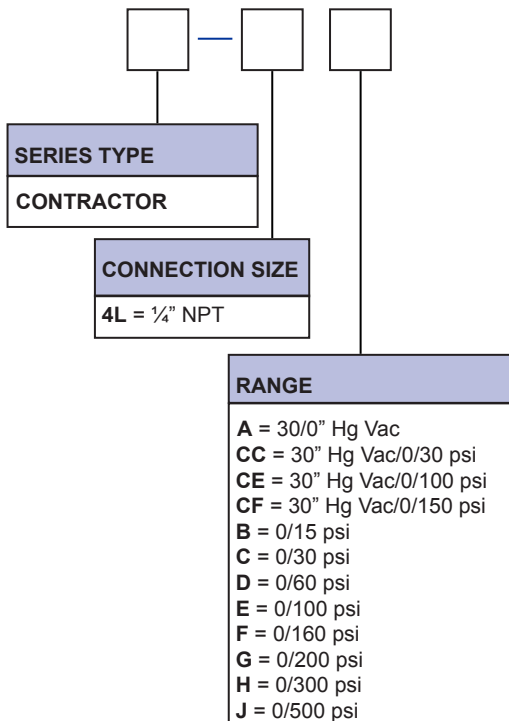 SERIES TYPE
CONTRACTOR
CONNECTION SIZE
4L = ¼” NPT
RANGE
A = 30/0” Hg Vac
CC = 30” Hg Vac/0/30 psi
CE = 30” Hg Vac/0/100 psi
CF = 30” Hg Vac/0/150 psi
B = 0/15 psi
C = 0/30 psi
D = 0/60 psi
E = 0/100 psi
F = 0/160 psi
G = 0/200 psi
H = 0/300 psi
J = 0/500 psi